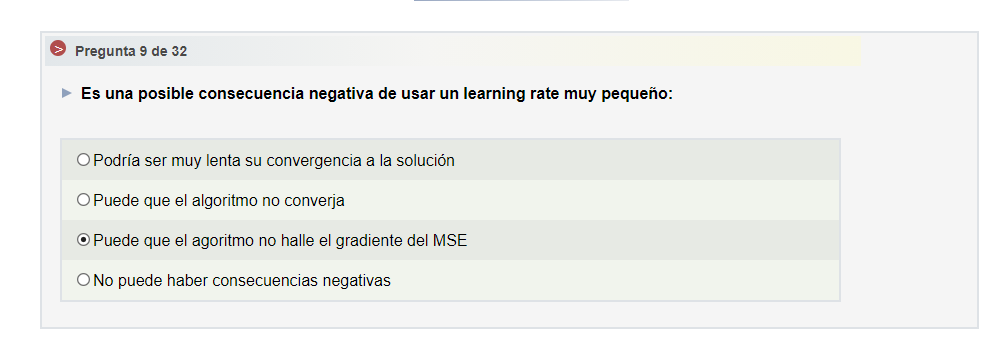 Pregunta 9 de 32
Es una posible consecuencia negativa de usar un learning rate muy pequeño:
Podría ser muy lenta su convergencia a la solución
Puede que el algoritmo no converja
Puede que el agoritmo no halle el gradiente del MSE
No puede haber consecuencias negativas